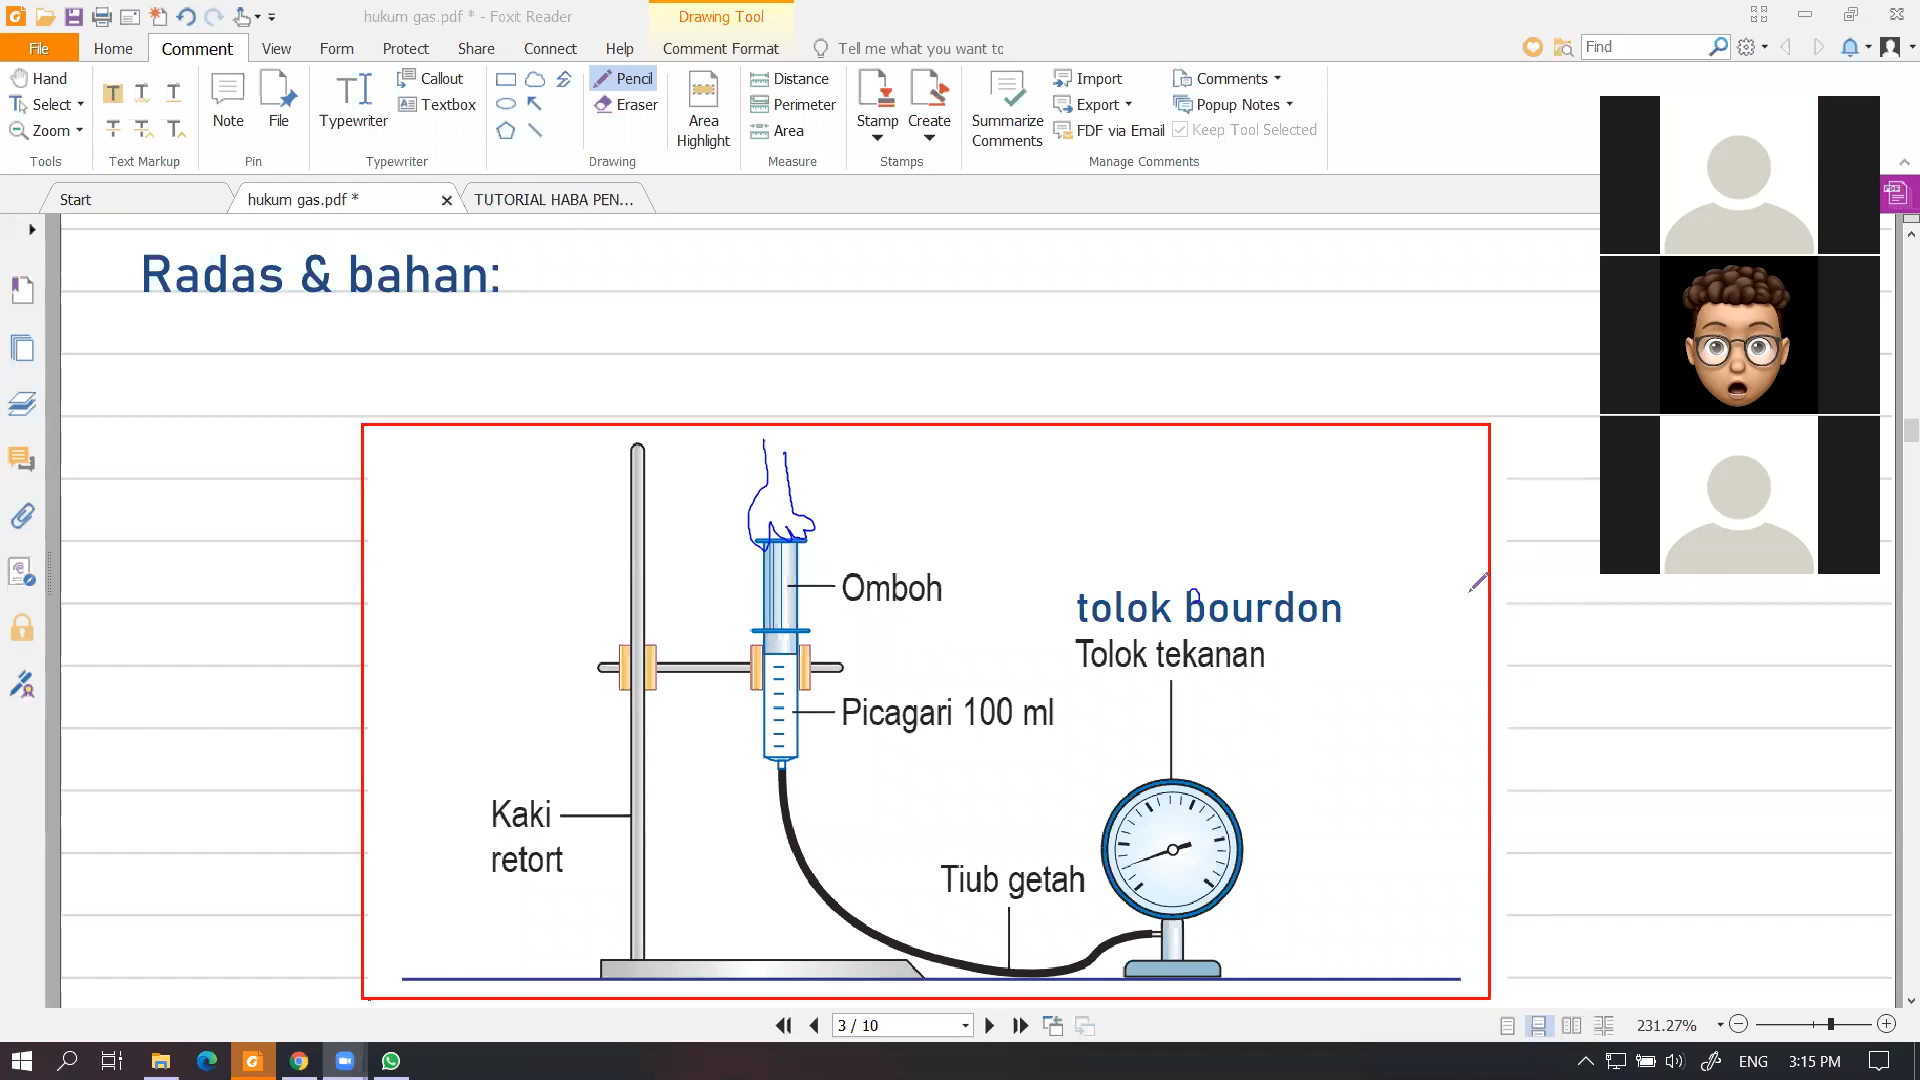 hukum gas.pdf * - Foxit Reader
Drawing Tool
File
Home
Comment
View
Form
Protect
Share
Connect
Help
Comment Format
Tell me what you want to
Find
Hand
Select
Zoom
Tools
Text Markup
Note
File
Pin
Typewriter
Callout
Textbox
Typewriter
Pencil
Eraser
Drawing
Area
Highlight
Distance
Perimeter
Area
Measure
Stamp
Create
Stamps
Summarize
Comments
Import
Export
FDF via Email
Comments
Popup Notes
Keep Tool Selected
Manage Comments
Start
hukum gas.pdf *
TUTORIAL HABA PEN...
Radas & bahan:
Omboh
tolok bourdon
Tolok tekanan
Picagari 100 ml
Kaki
retort
Tiub getah
3 / 10
231.27%
ENG
3:15 PM